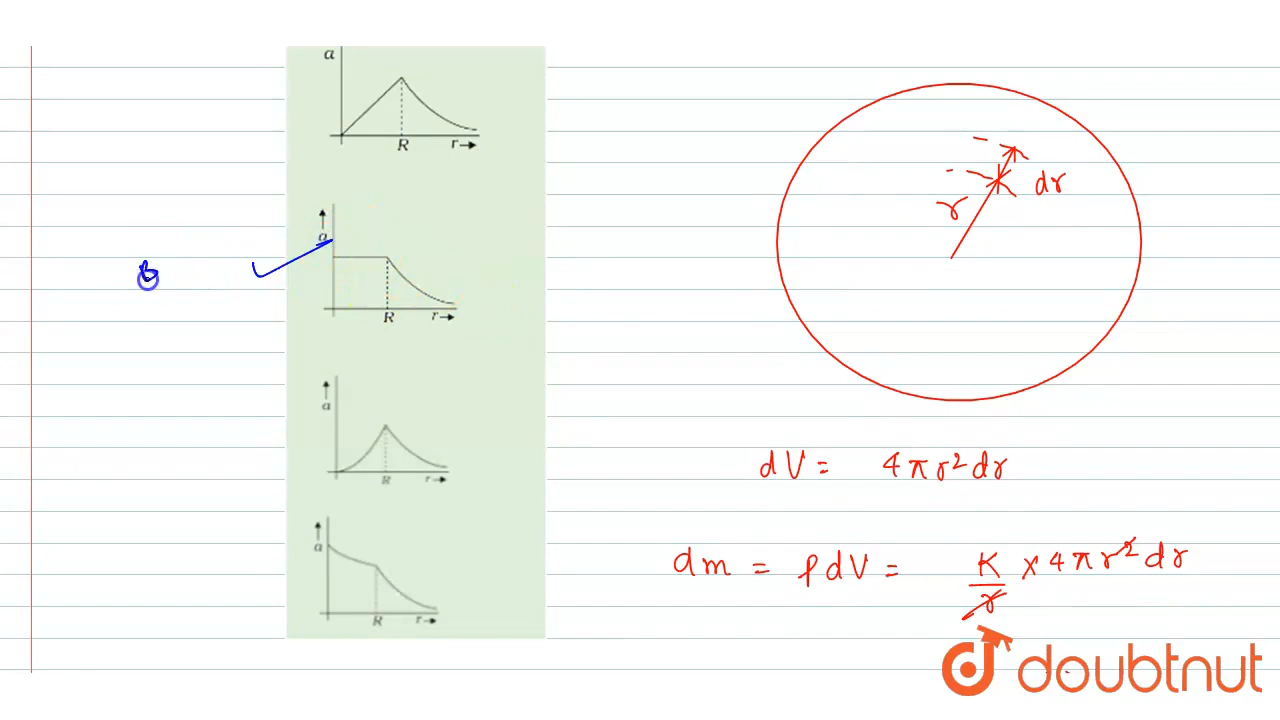 a
R r→
a
R r→
B
a
R r→
a
R r→
r dr
dV = 4πr²dr
dm = ρdV = K/r × 4πr²dr
doubtnut